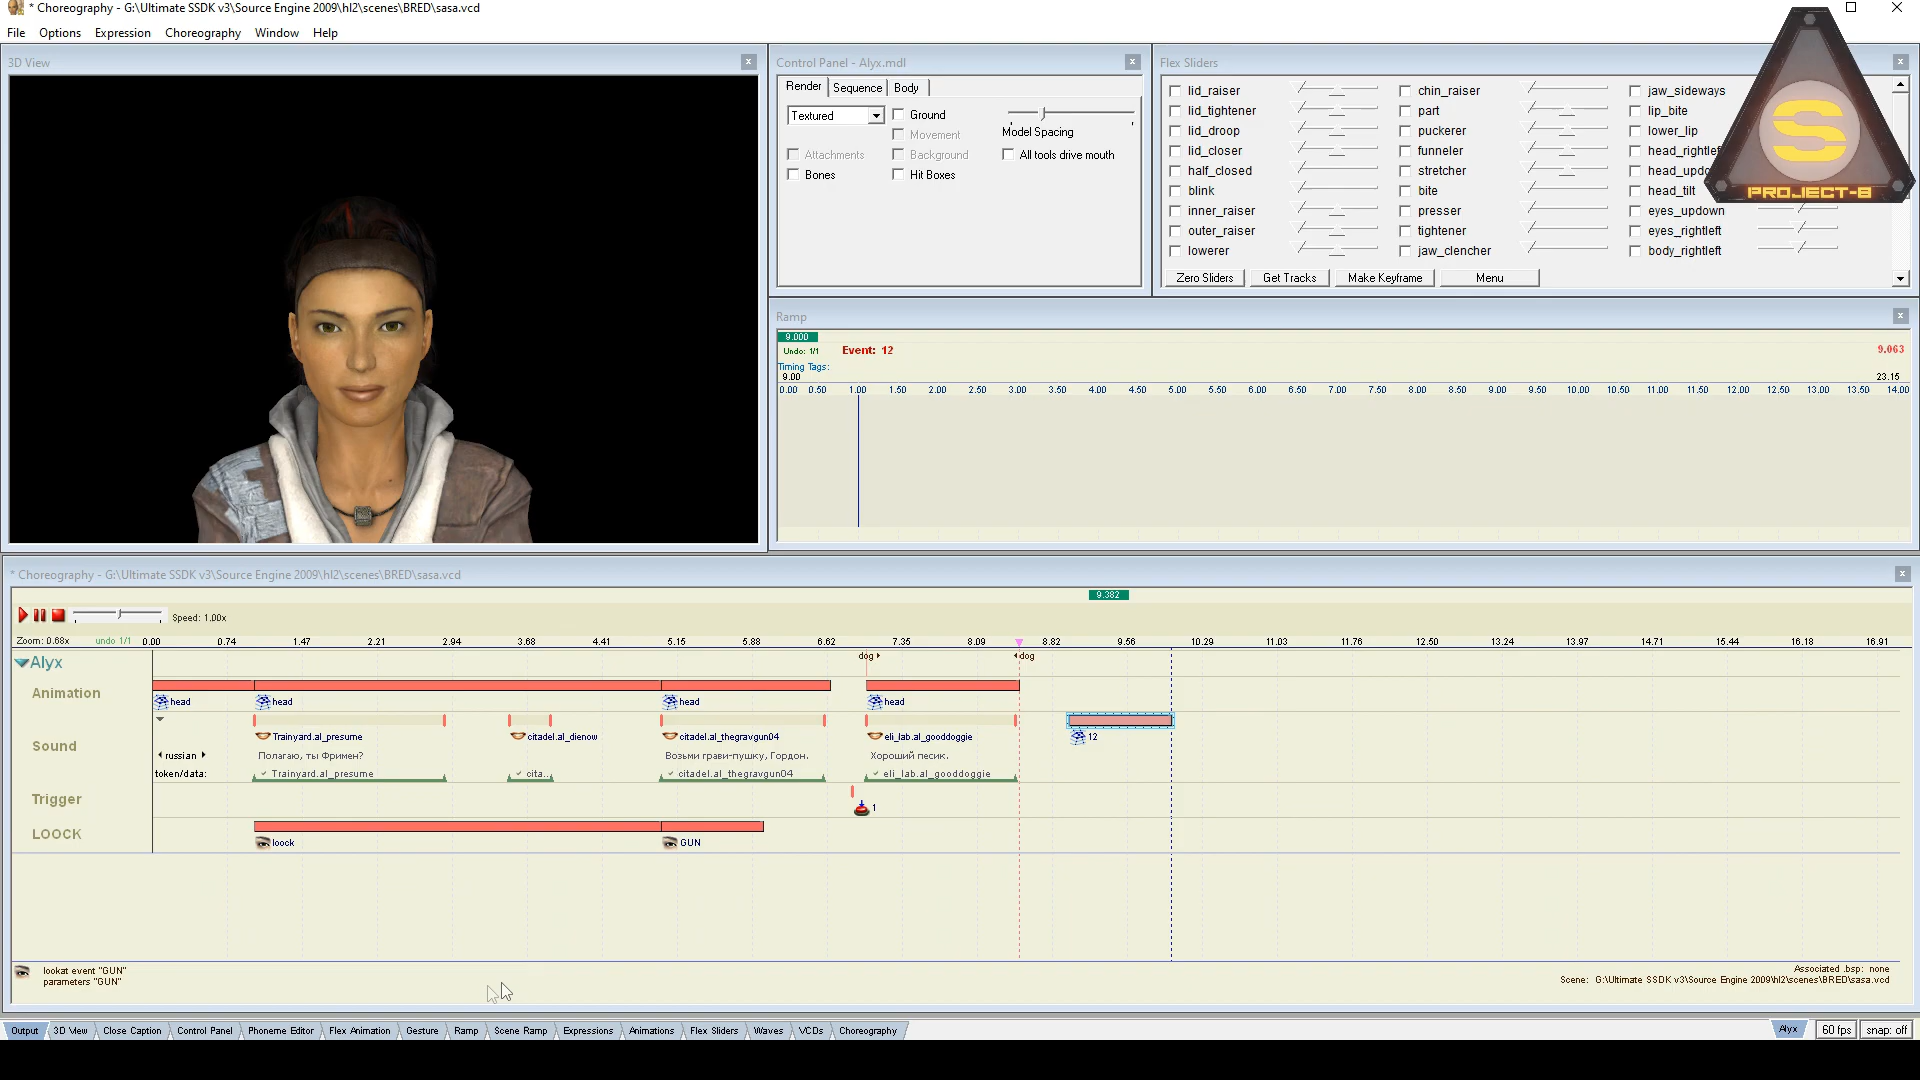 * Choreography - G:\Ultimate SSDK v3\Source Engine 2009\hl2\scenes\BRED\sasa.vcd
File Options Expression Choreography Window Help
3D View
Control Panel - Alyx.mdl
Render Sequence Body
Textured
Ground
Movement
Model Spacing
Attachments
Background
All tools drive mouth
Bones
Hit Boxes
Flex Sliders
lid_raiser chin_raiser jaw_sideways
lid_tightener part lip_bite
lid_droop puckerer lower_lip
lid_closer funneler
half_closed stretcher
blink bite head_tilt
inner_raiser presser eyes_updown
outer_raiser tightener eyes_rightleft
lowerer jaw_clencher body_rightleft
Zero Sliders Get Tracks Make Keyframe Menu
S
PROJECT-8
Ramp
9.000
Undo: 1/1 Event: 12 9.063
Timing Tags:
9.00 23.15
0.00 0.50 1.00 1.50 2.00 2.50 3.00 3.50 4.00 4.50 5.00 5.50 6.00 6.50 7.00 7.50 8.00 8.50 9.00 9.50 10.00 10.50 11.00 11.50 12.00 12.50 13.00 13.50 14.00
* Choreography - G:\Ultimate SSDK v3\Source Engine 2009\hl2\scenes\BRED\sasa.vcd
9.382
Speed: 1.00x
Zoom: 0.68x undo 1/1 0.00 0.74 1.47 2.21 2.94 3.68 4.41 5.15 5.88 6.62 7.35 8.09 8.82 9.56 10.29 11.03 11.76 12.50 13.24 13.97 14.71 15.44 16.18 16.91
Alyx
dog dog
Animation
head head head head
Sound
Trainyard.al_presume citadel.al_dienow citadel.al_thegravgun04 eli_lab.al_gooddoggie 12
russian Полагаю, ты Фримен? Возьми грави-пушку, Гордон. Хороший песик.
token/data: Trainyard.al_presume cita.. citadel.al_thegravgun04 eli_lab.al_gooddoggie
Trigger
1
LOOCK
loock GUN
lookat event "GUN"
parameters "GUN"
Associated .bsp: none
Scene: G:\Ultimate SSDK v3\Source Engine 2009\hl2\scenes\BRED\sasa.vcd
Output 3D View Close Caption Control Panel Phoneme Editor Flex Animation Gesture Ramp Scene Ramp Expressions Animations Flex Sliders Waves VCDs Choreography
Alyx 60 fps snap: off